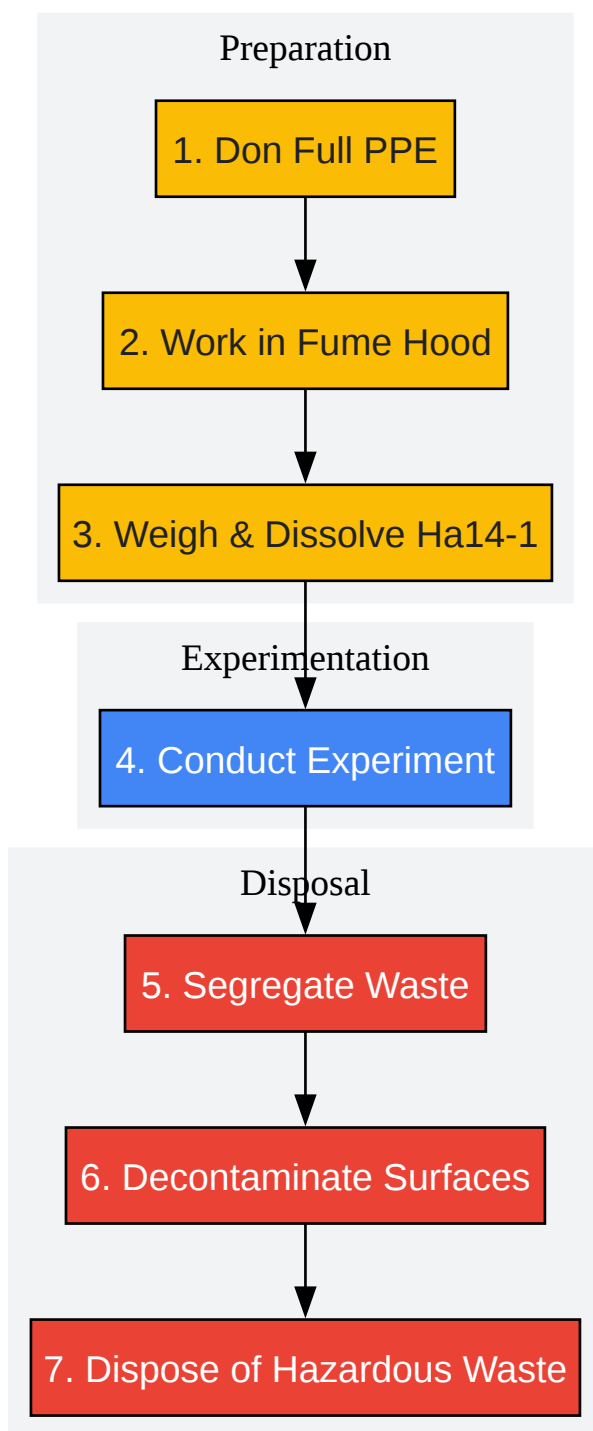 Preparation
1. Don Full PPE
2. Work in Fume Hood
3. Weigh & Dissolve Ha14-1
Experimentation
4. Conduct Experiment
Disposal
5. Segregate Waste
6. Decontaminate Surfaces
7. Dispose of Hazardous Waste